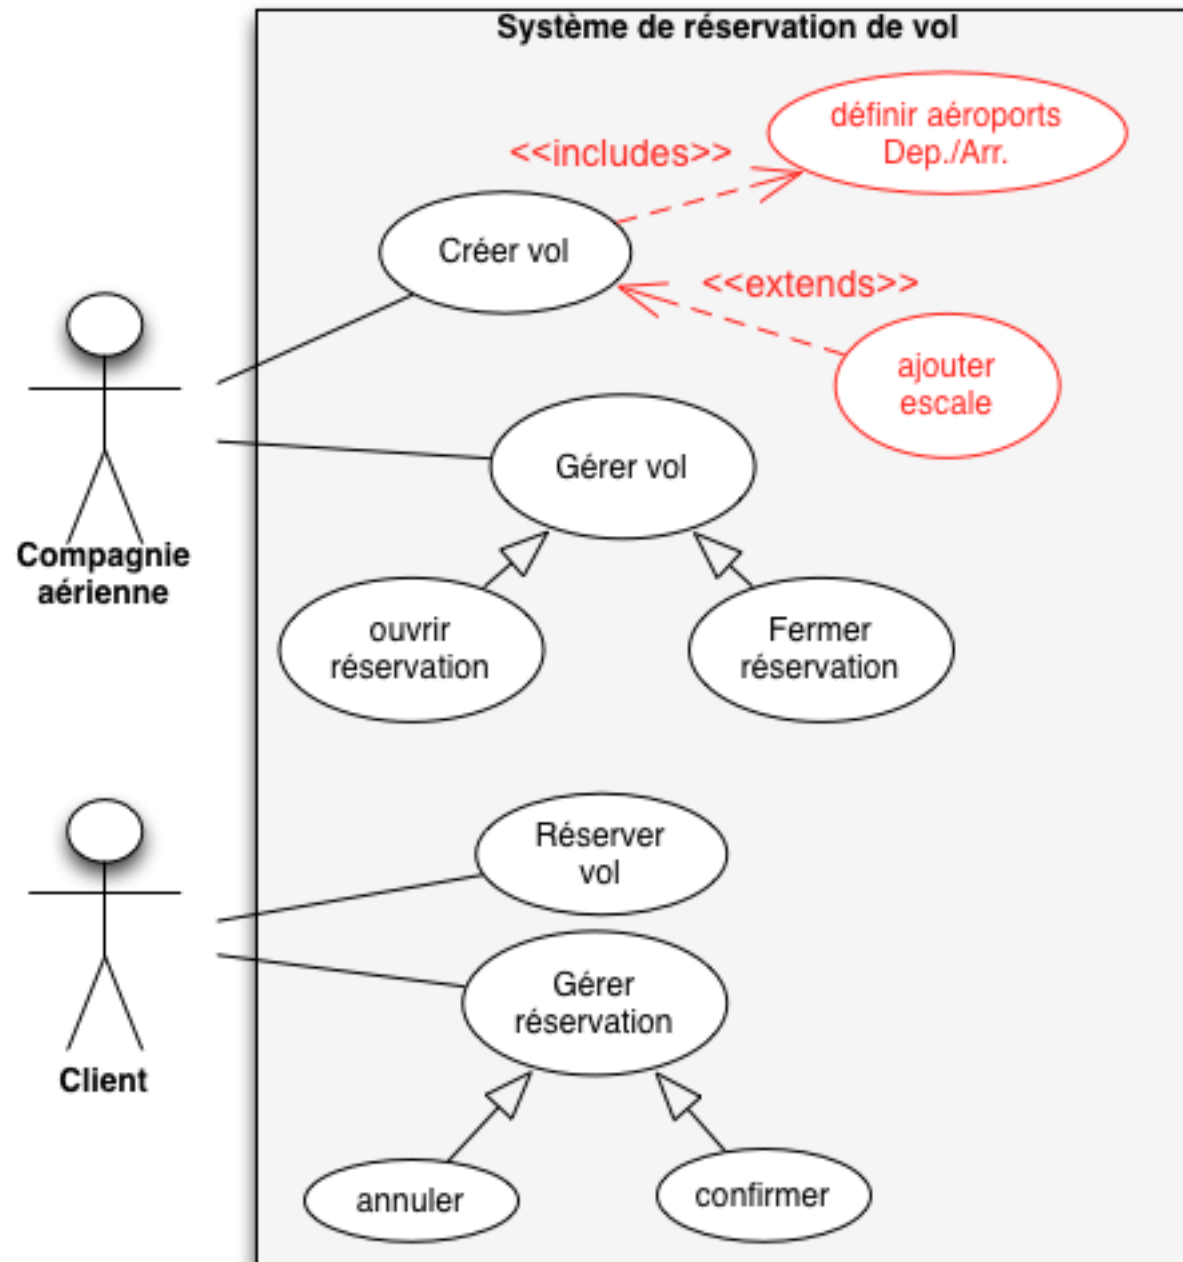 Système de réservation de vol
définir aéroports
Dep./Arr.
<<includes>>
Créer vol
<<extends>>
ajouter
escale
Gérer vol
Compagnie
aérienne
ouvrir
réservation
Fermer
réservation
Réserver
vol
Gérer
réservation
Client
annuler
confirmer